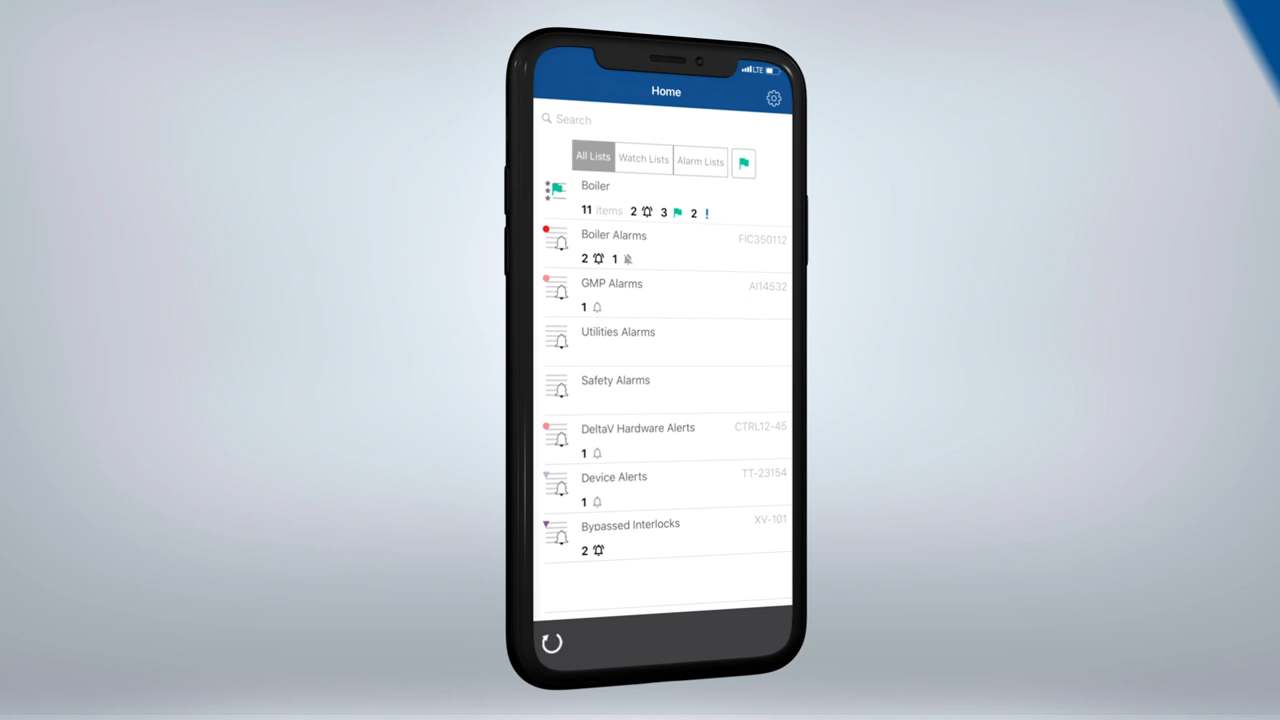 LTE
Home
Search
All Lists Watch Lists Alarm Lists
Boiler
11 items 2 3 2 !
Boiler Alarms FIC350112
2 1
GMP Alarms AI14532
1
Utilities Alarms
Safety Alarms
DeltaV Hardware Alerts CTRL12-45
1
Device Alerts TT-23154
1
Bypassed Interlocks XV-101
2